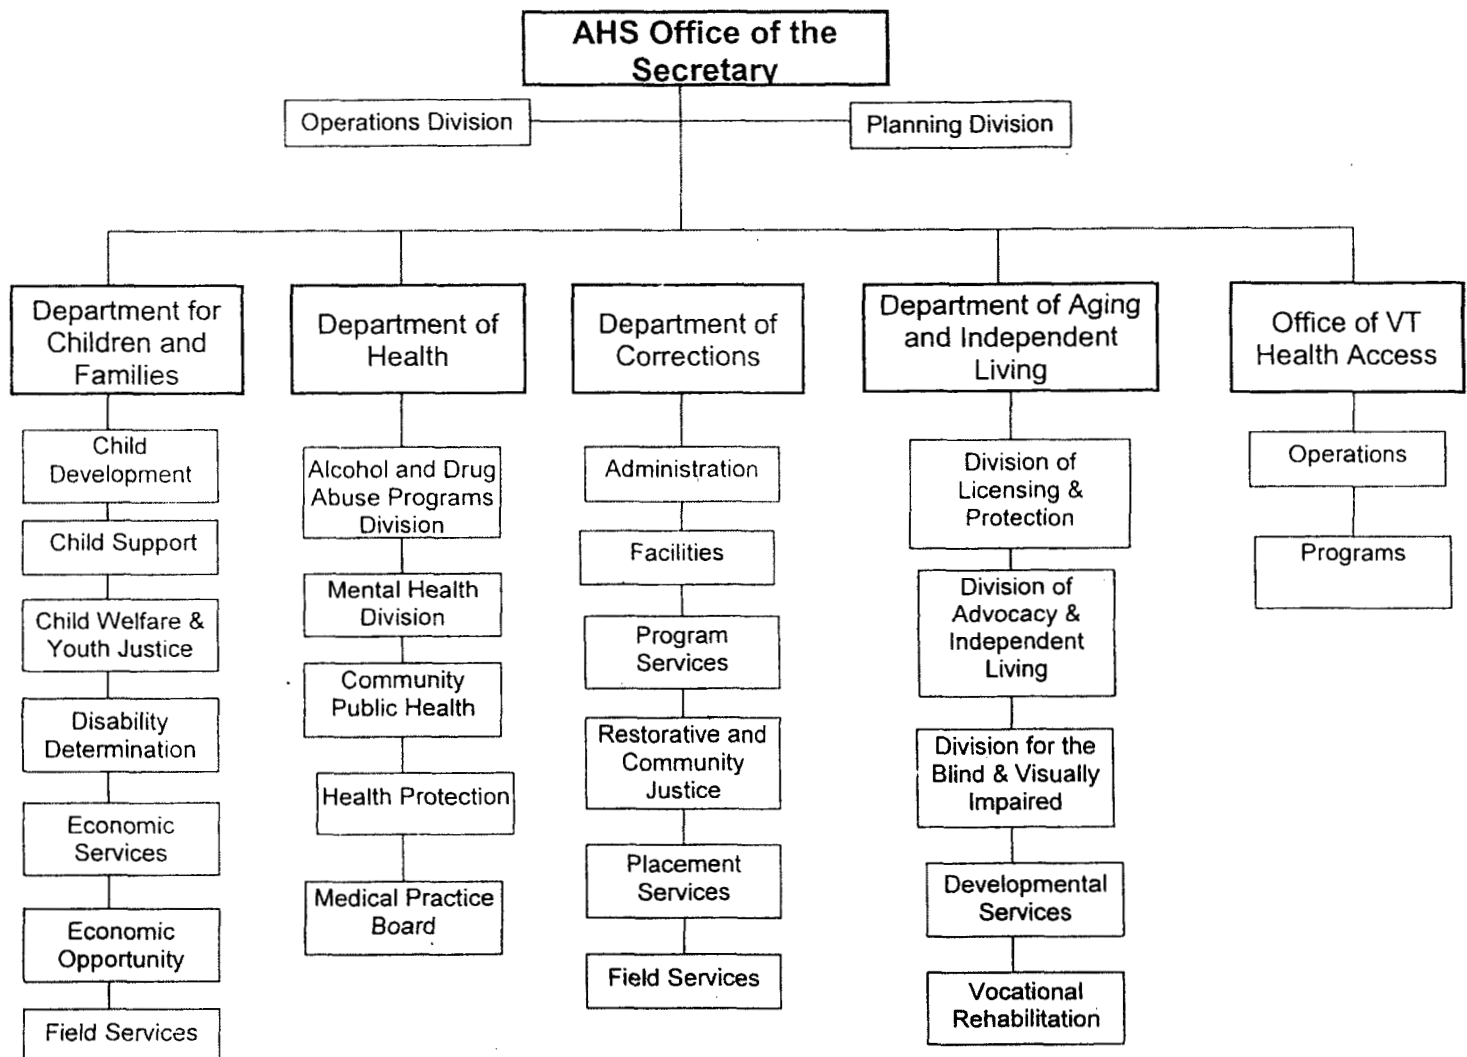 AHS Office of the
Secretary
Operations Division
Planning Division
Department for
Children and
Families
Child
Development
Child Support
Child Welfare &
Youth Justice
Disability
Determination
Economic
Services
Economic
Opportunity
Field Services
Department of
Health
Alcohol and Drug
Abuse Programs
Division
Mental Health
Division
Community
Public Health
Health Protection
Medical Practice
Board
Department of
Corrections
Administration
Facilities
Program
Services
Restorative and
Community
Justice
Placement
Services
Field Services
Department of Aging
and Independent
Living
Division of
Licensing &
Protection
Division of
Advocacy &
Independent
Living
Division for the
Blind & Visually
Impaired
Developmental
Services
Vocational
Rehabilitation
Office of VT
Health Access
Operations
Programs